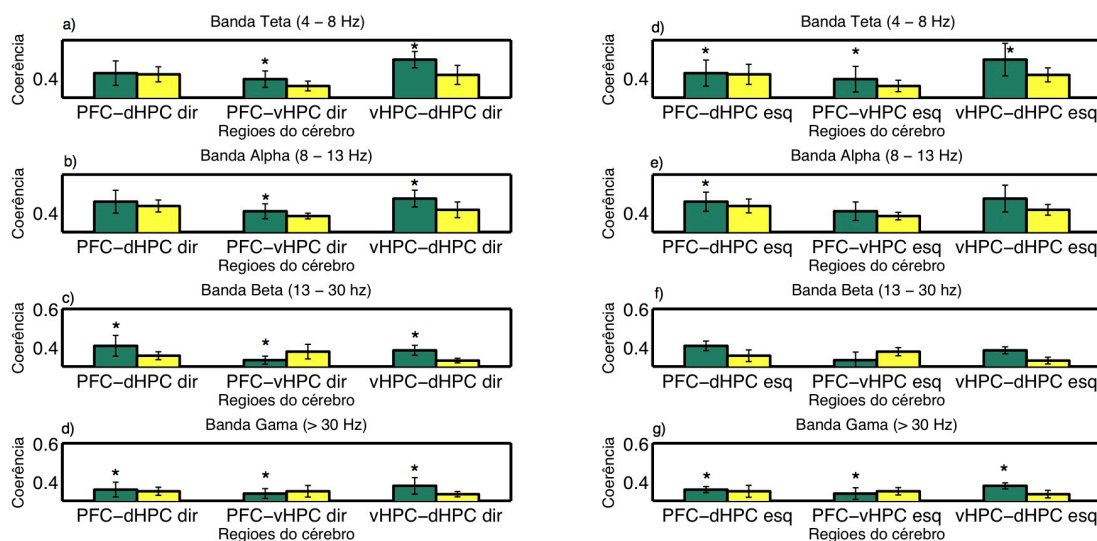 a)
Banda Teta (4 – 8 Hz)
Coerência
0.4
*
*
PFC–dHPC dir
PFC–vHPC dir
vHPC–dHPC dir
Regioes do cérebro
b)
Banda Alpha (8 – 13 Hz)
Coerência
0.4
*
*
PFC–dHPC dir
PFC–vHPC dir
vHPC–dHPC dir
Regioes do cérebro
c)
Banda Beta (13 – 30 hz)
Coerência
0.6
0.4
*
*
*
PFC–dHPC dir
PFC–vHPC dir
vHPC–dHPC dir
Regioes do cérebro
d)
Banda Gama (> 30 Hz)
Coerência
0.6
0.4
*
*
*
PFC–dHPC dir
PFC–vHPC dir
vHPC–dHPC dir
Regioes do cérebro
d)
Banda Teta (4 – 8 Hz)
Coerência
0.4
*
*
*
PFC–dHPC esq
PFC–vHPC esq
vHPC–dHPC esq
Regioes do cérebro
e)
Banda Alpha (8 – 13 Hz)
Coerência
0.4
*
PFC–dHPC esq
PFC–vHPC esq
vHPC–dHPC esq
Regioes do cérebro
f)
Banda Beta (13 – 30 hz)
Coerência
0.6
0.4
PFC–dHPC esq
PFC–vHPC esq
vHPC–dHPC esq
Regioes do cérebro
g)
Banda Gama (> 30 Hz)
Coerência
0.6
0.4
*
*
*
PFC–dHPC esq
PFC–vHPC esq
vHPC–dHPC esq
Regioes do cérebro